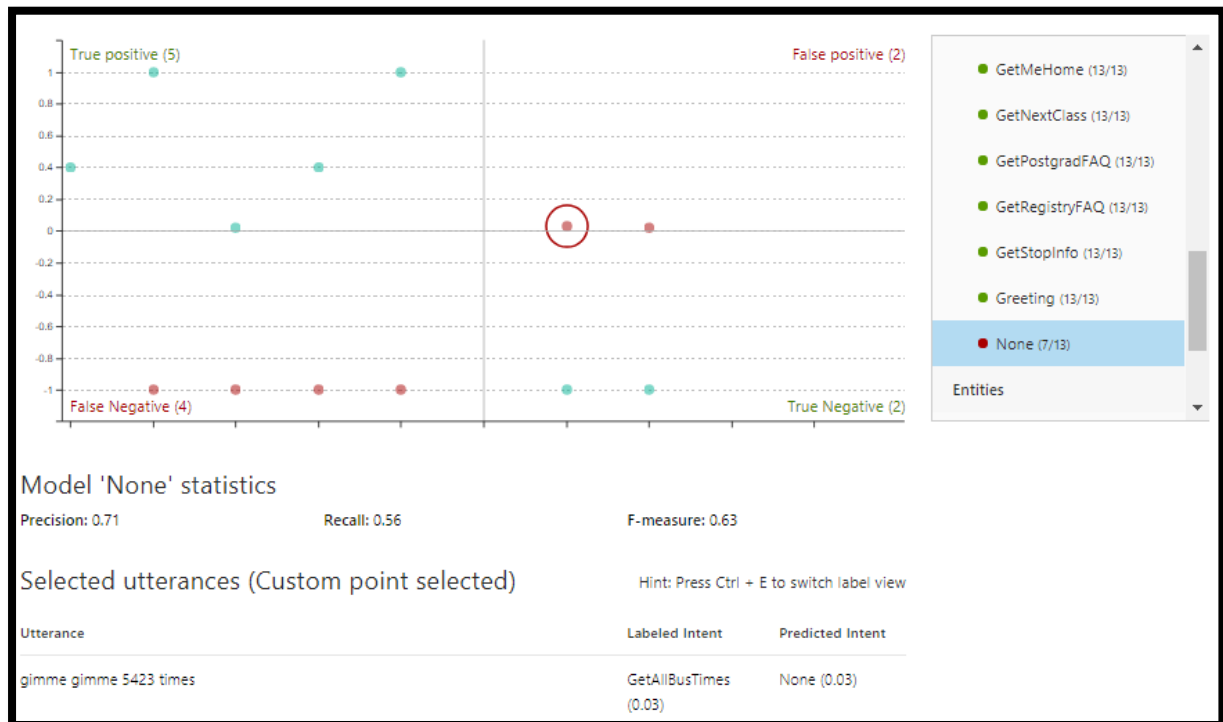 True positive (5)
False positive (2)
1
0.8
0.6
0.4
0.2
0
-0.2
-0.4
-0.6
-0.8
-1
False Negative (4)
True Negative (2)
GetMeHome (13/13)
GetNextClass (13/13)
GetPostgradFAQ (13/13)
GetRegistryFAQ (13/13)
GetStopInfo (13/13)
Greeting (13/13)
None (7/13)
Entities
Model 'None' statistics
Precision: 0.71 Recall: 0.56 F-measure: 0.63
Selected utterances (Custom point selected) Hint: Press Ctrl + E to switch label view
Utterance Labeled Intent Predicted Intent
gimme gimme 5423 times GetAllBusTimes None (0.03)
(0.03)